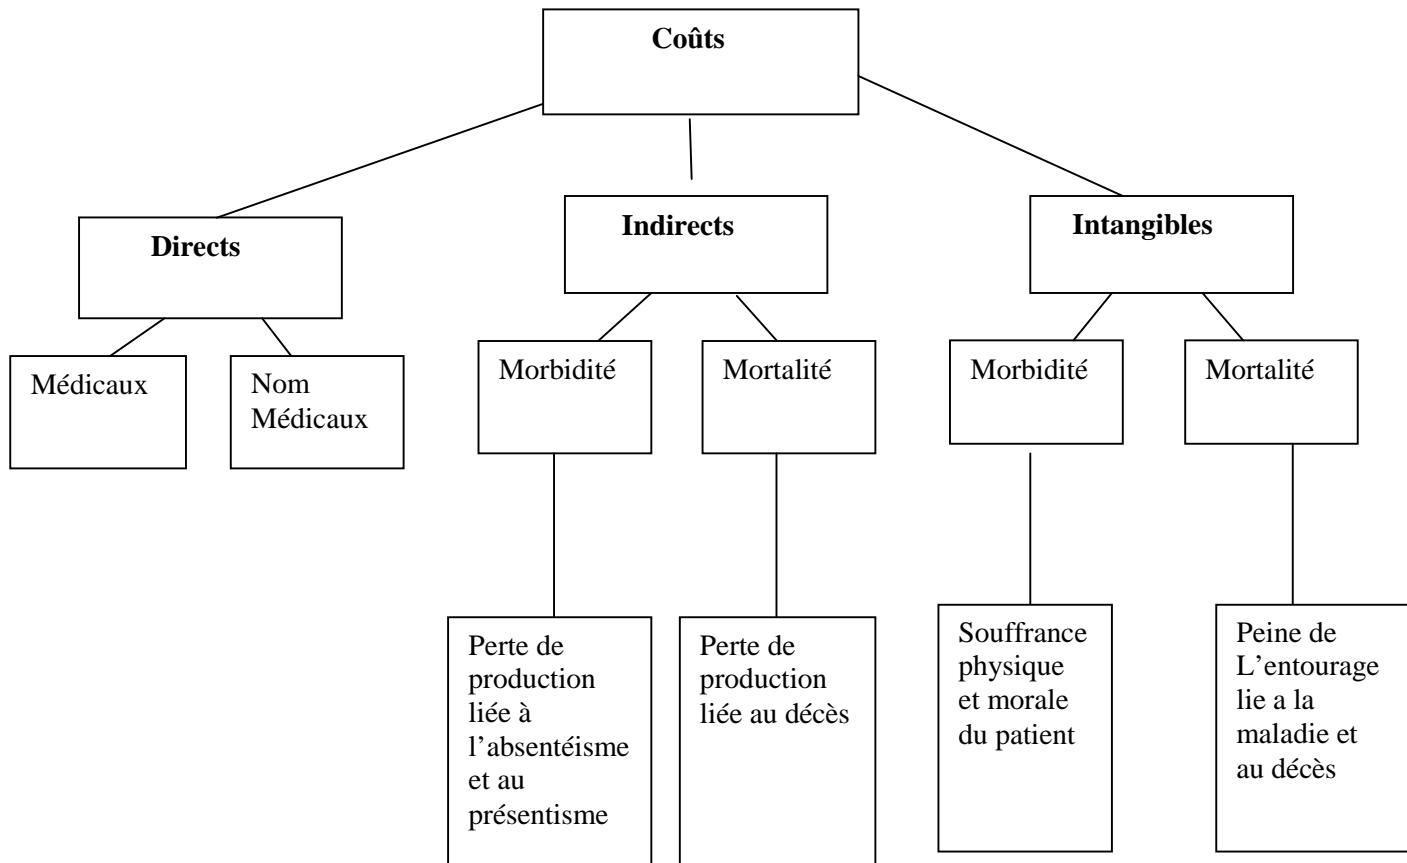 Coûts
Directs
Indirects
Intangibles
Médicaux
Nom
Médicaux
Morbidité
Mortalité
Morbidité
Mortalité
Perte de
production
liée à
l’absentéisme
et au
présentisme
Perte de
production
liée au décès
Souffrance
physique
et morale
du patient
Peine de
L’entourage
lie a la
maladie et
au décès